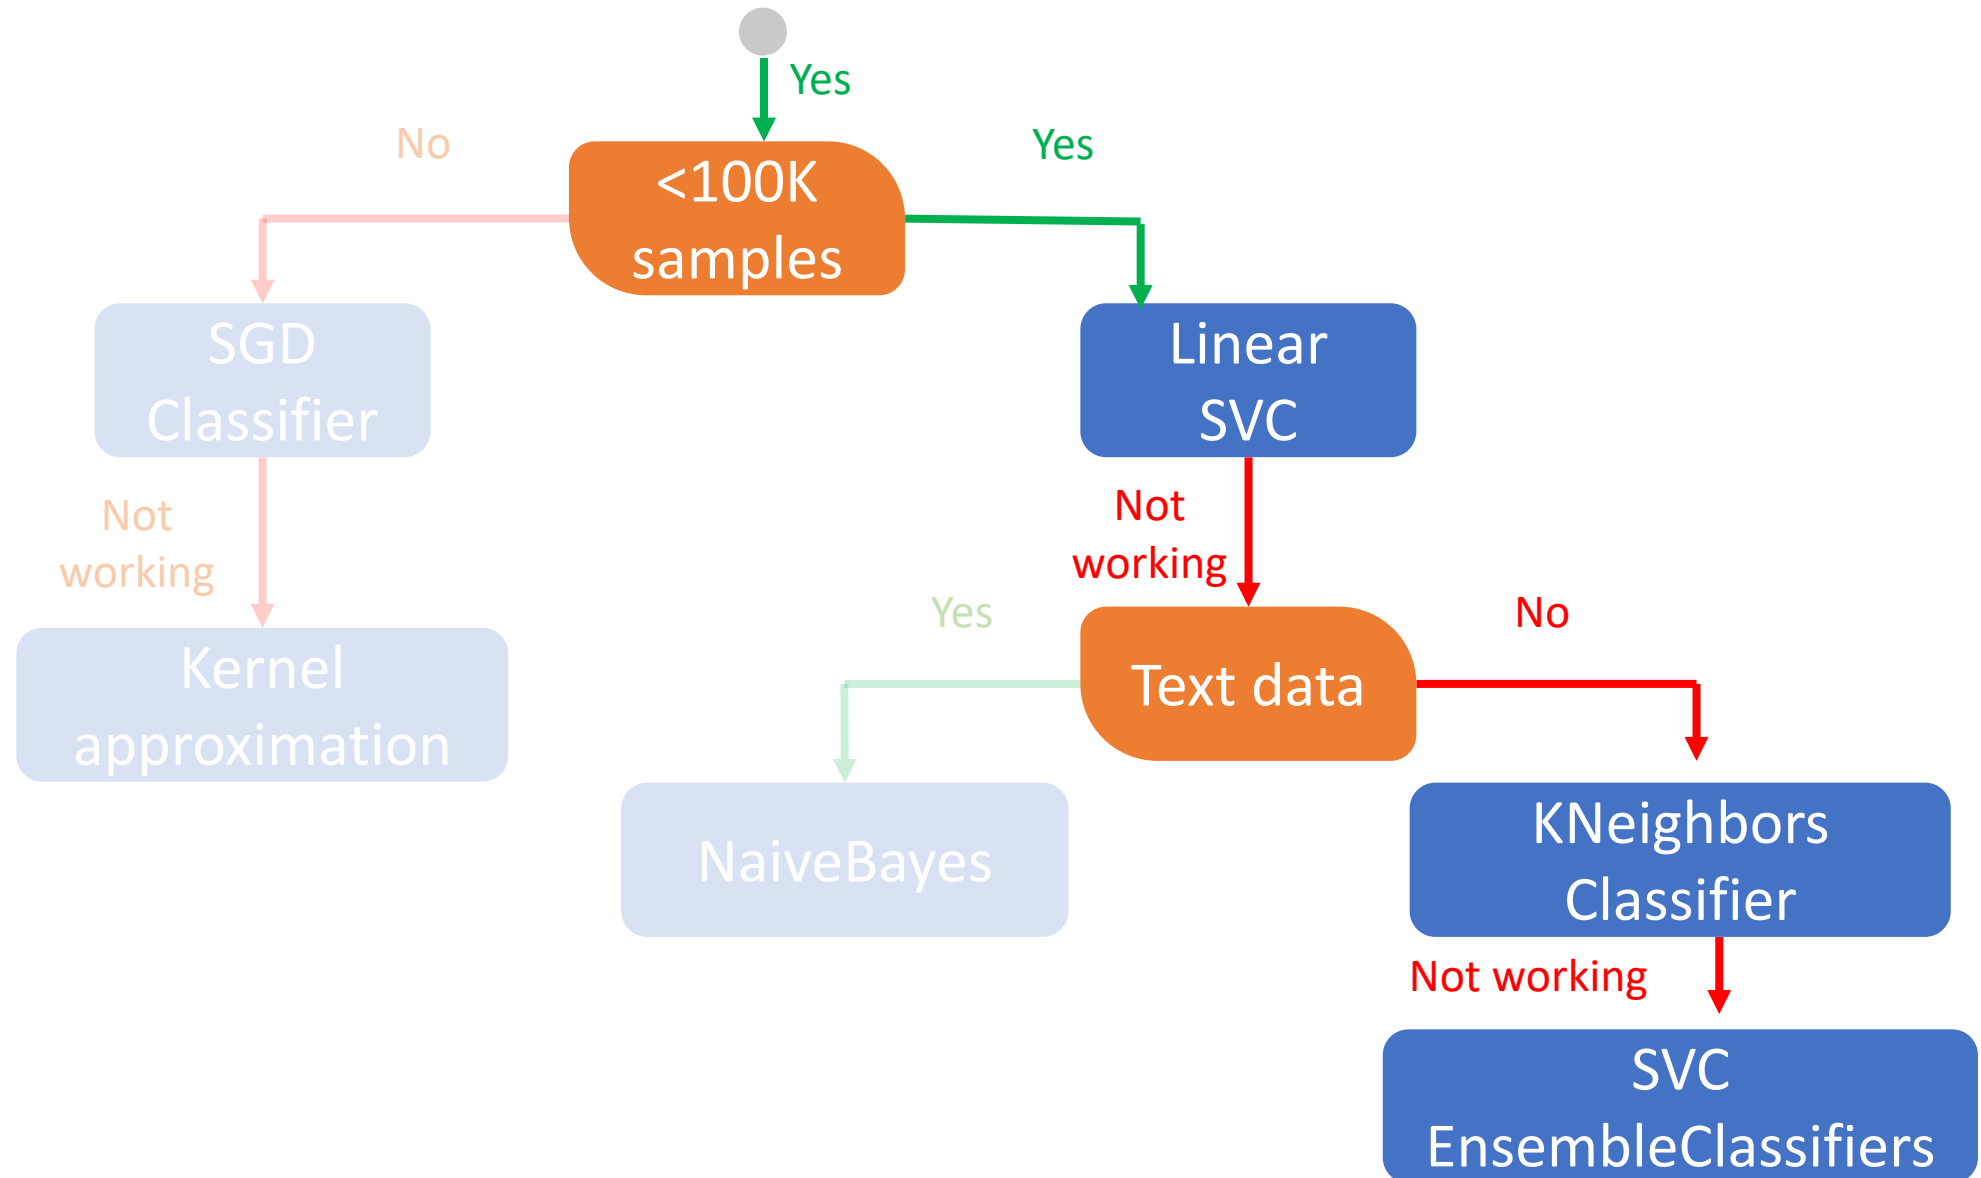 Yes
No
<100K
samples
Yes
SGD
Classifier
Linear
SVC
Not
working
Not
working
Yes
No
Kernel
approximation
Text data
NaiveBayes
KNeighbors
Classifier
Not working
SVC
EnsembleClassifiers